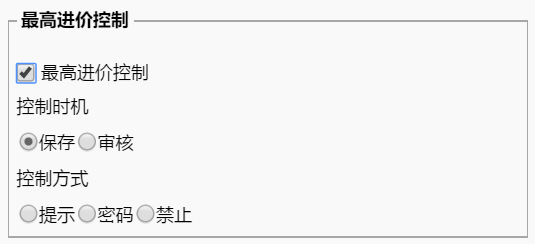 最高进价控制
最高进价控制
控制时机
保存 审核
控制方式
提示 密码 禁止